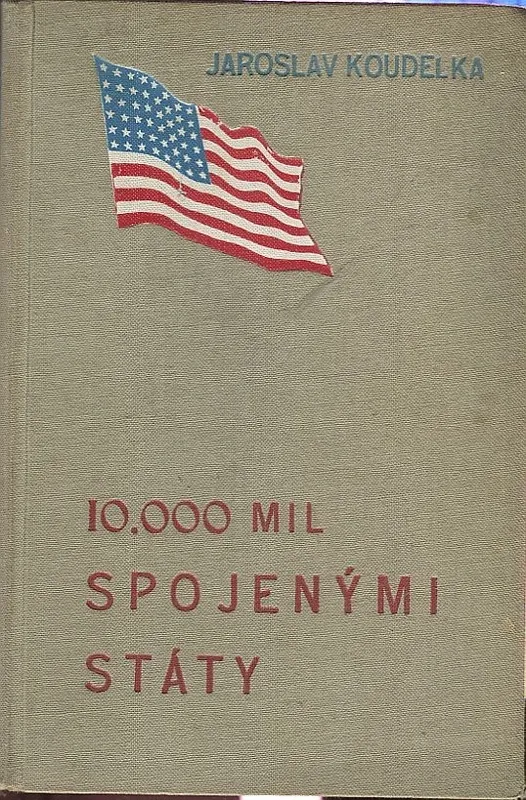 JAROSLAV KOUDELKA
10.000 MIL
SPOJENÝMI
STÁTY